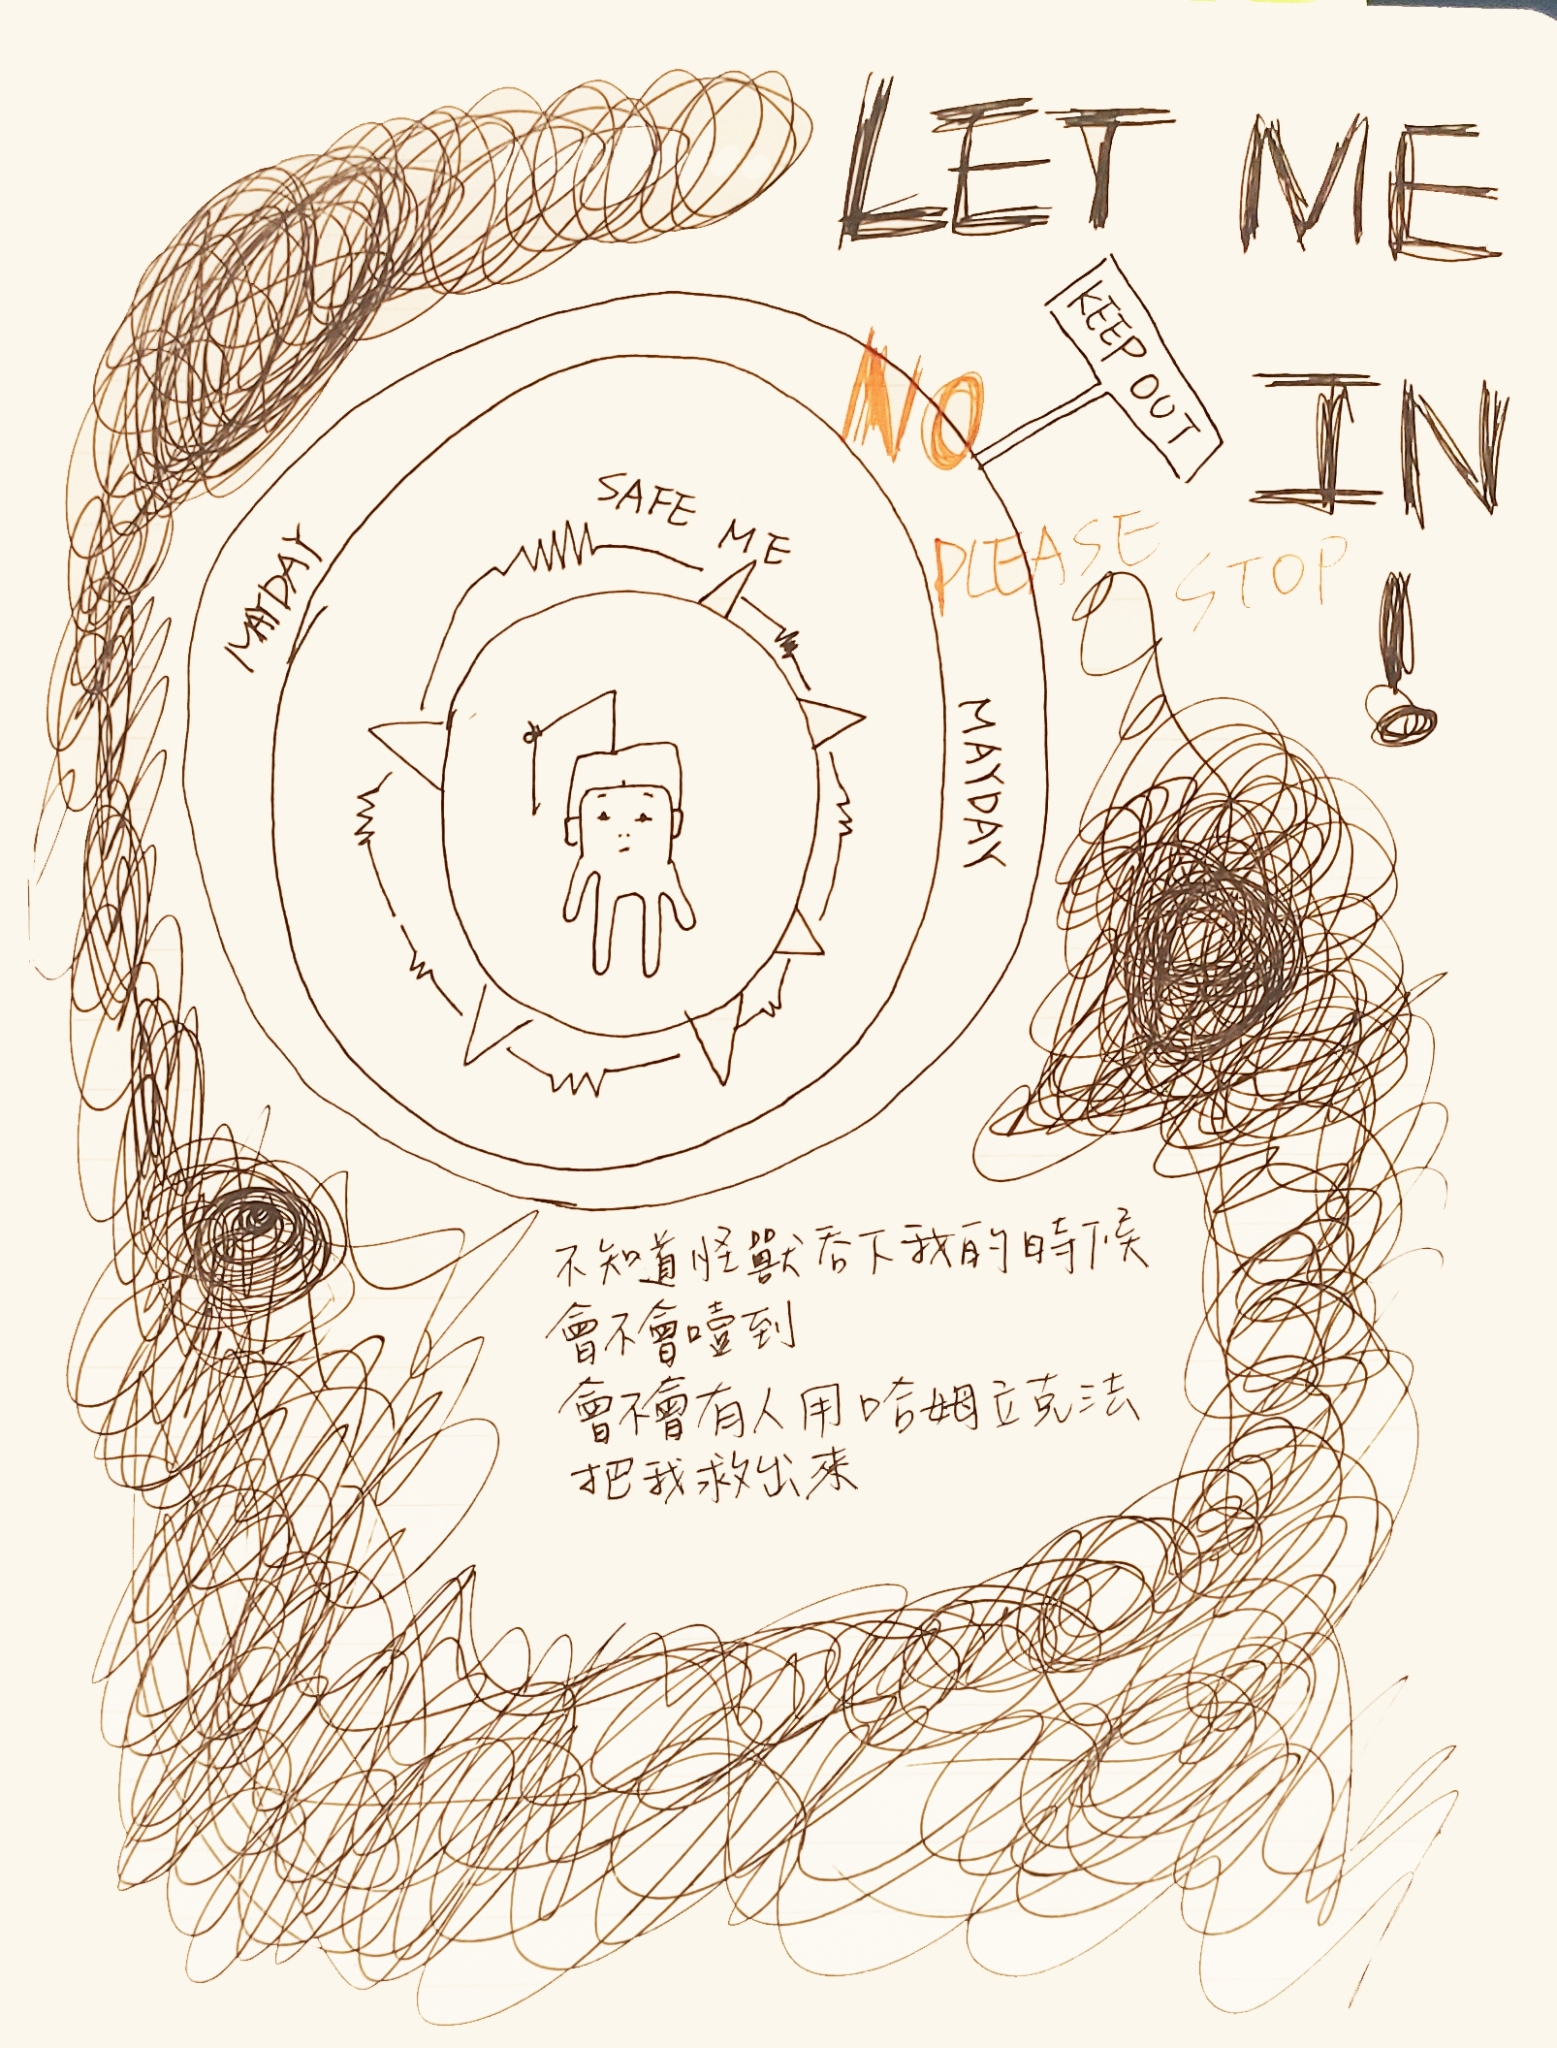 LET ME
IN!
KEEP OUT
NO
PLEASE STOP
SAFE ME
MAYDAY
MAYDAY
不知道怪獸吞下我的時候
會不會噎到
會不會有人用哈姆立克法
把我救出來